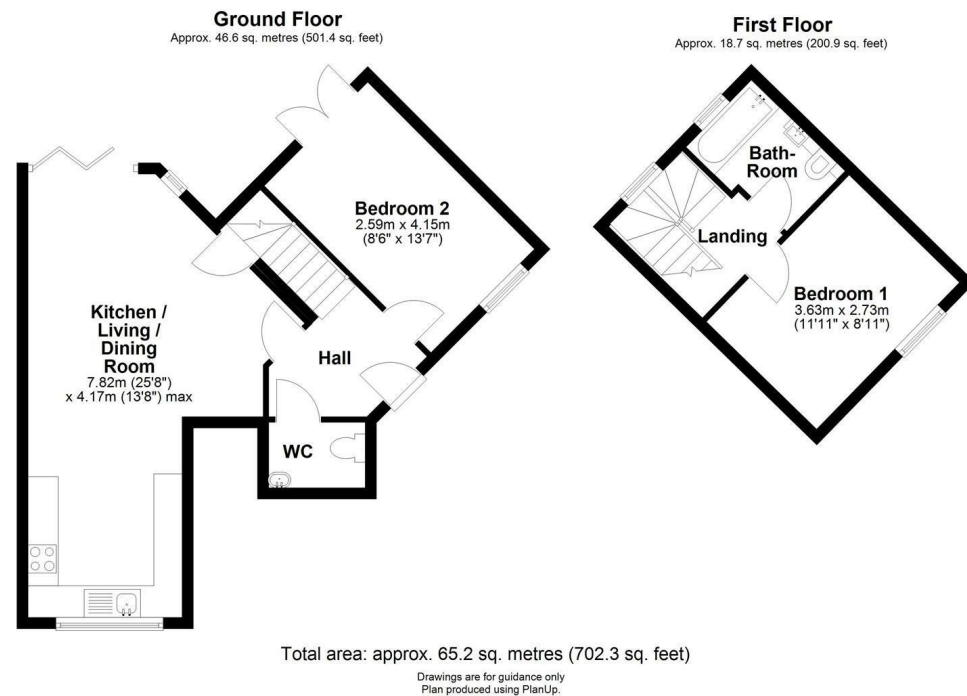 Ground Floor
Approx. 46.6 sq. metres (501.4 sq. feet)
Bedroom 2
2.59m x 4.15m
(8'6" x 13'7")
Kitchen /
Living /
Dining
Room
7.82m (25'8")
x 4.17m (13'8") max
Hall
WC
First Floor
Approx. 18.7 sq. metres (200.9 sq. feet)
Bath-
Room
Landing
Bedroom 1
3.63m x 2.73m
(11'11" x 8'11")
Total area: approx. 65.2 sq. metres (702.3 sq. feet)
Drawings are for guidance only
Plan produced using PlanUp.